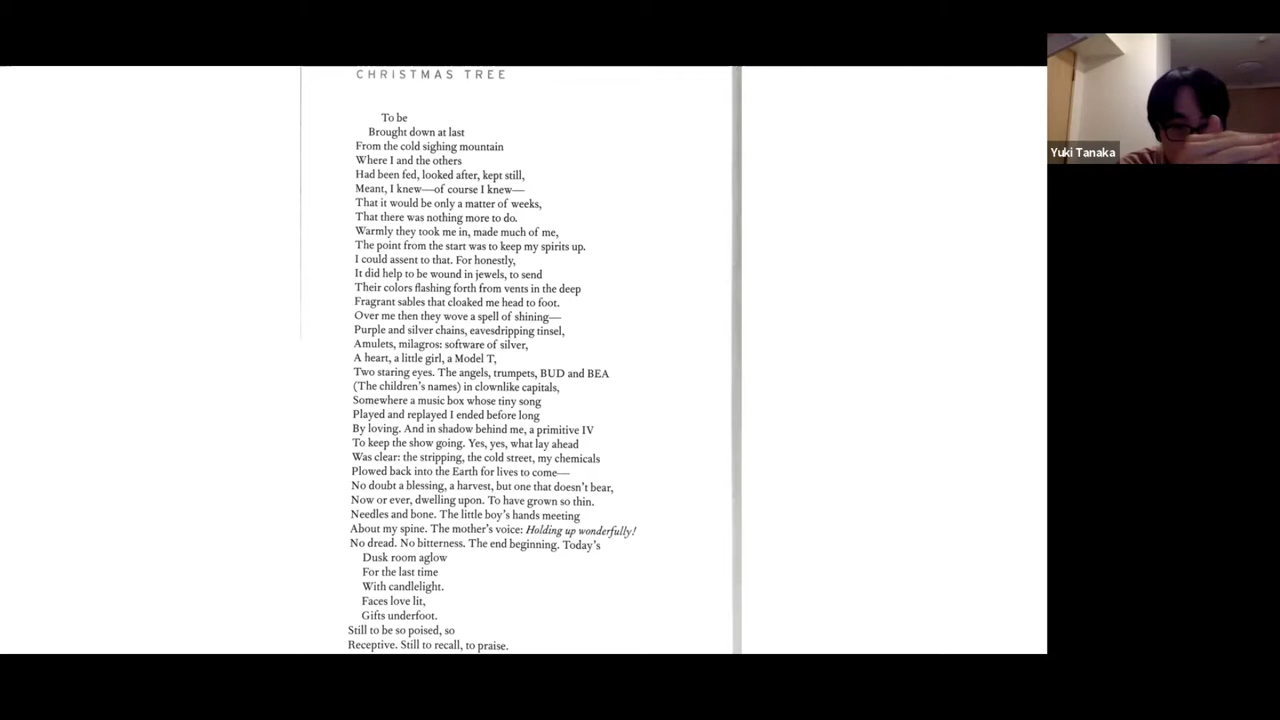 CHRISTMAS TREE
To be
Brought down at last
From the cold sighing mountain
Where I and the others
Had been fed, looked after, kept still,
Meant, I knew—of course I knew—
That it would be only a matter of weeks,
That there was nothing more to do.
Warmly they took me in, made much of me,
The point from the start was to keep my spirits up.
I could assent to that. For honestly,
It did help to be wound in jewels, to send
Their colors flashing forth from vents in the deep
Fragrant sables that cloaked me head to foot.
Over me then they wove a spell of shining—
Purple and silver chains, eavesdripping tinsel,
Amulets, milagros: software of silver,
A heart, a little girl, a Model T,
Two staring eyes. The angels, trumpets, BUD and BEA
(The children's names) in clownlike capitals,
Somewhere a music box whose tiny song
Played and replayed I ended before long
By loving. And in shadow behind me, a primitive IV
To keep the show going. Yes, yes, what lay ahead
Was clear: the stripping, the cold street, my chemicals
Plowed back into the Earth for lives to come—
No doubt a blessing, a harvest, but one that doesn't bear,
Now or ever, dwelling upon. To have grown so thin.
Needles and bone. The little boy's hands meeting
About my spine. The mother's voice: Holding up wonderfully!
No dread. No bitterness. The end beginning. Today's
Dusk room aglow
For the last time
With candlelight.
Faces love lit,
Gifts underfoot.
Still to be so poised, so
Receptive. Still to recall, to praise.
Yuki Tanaka